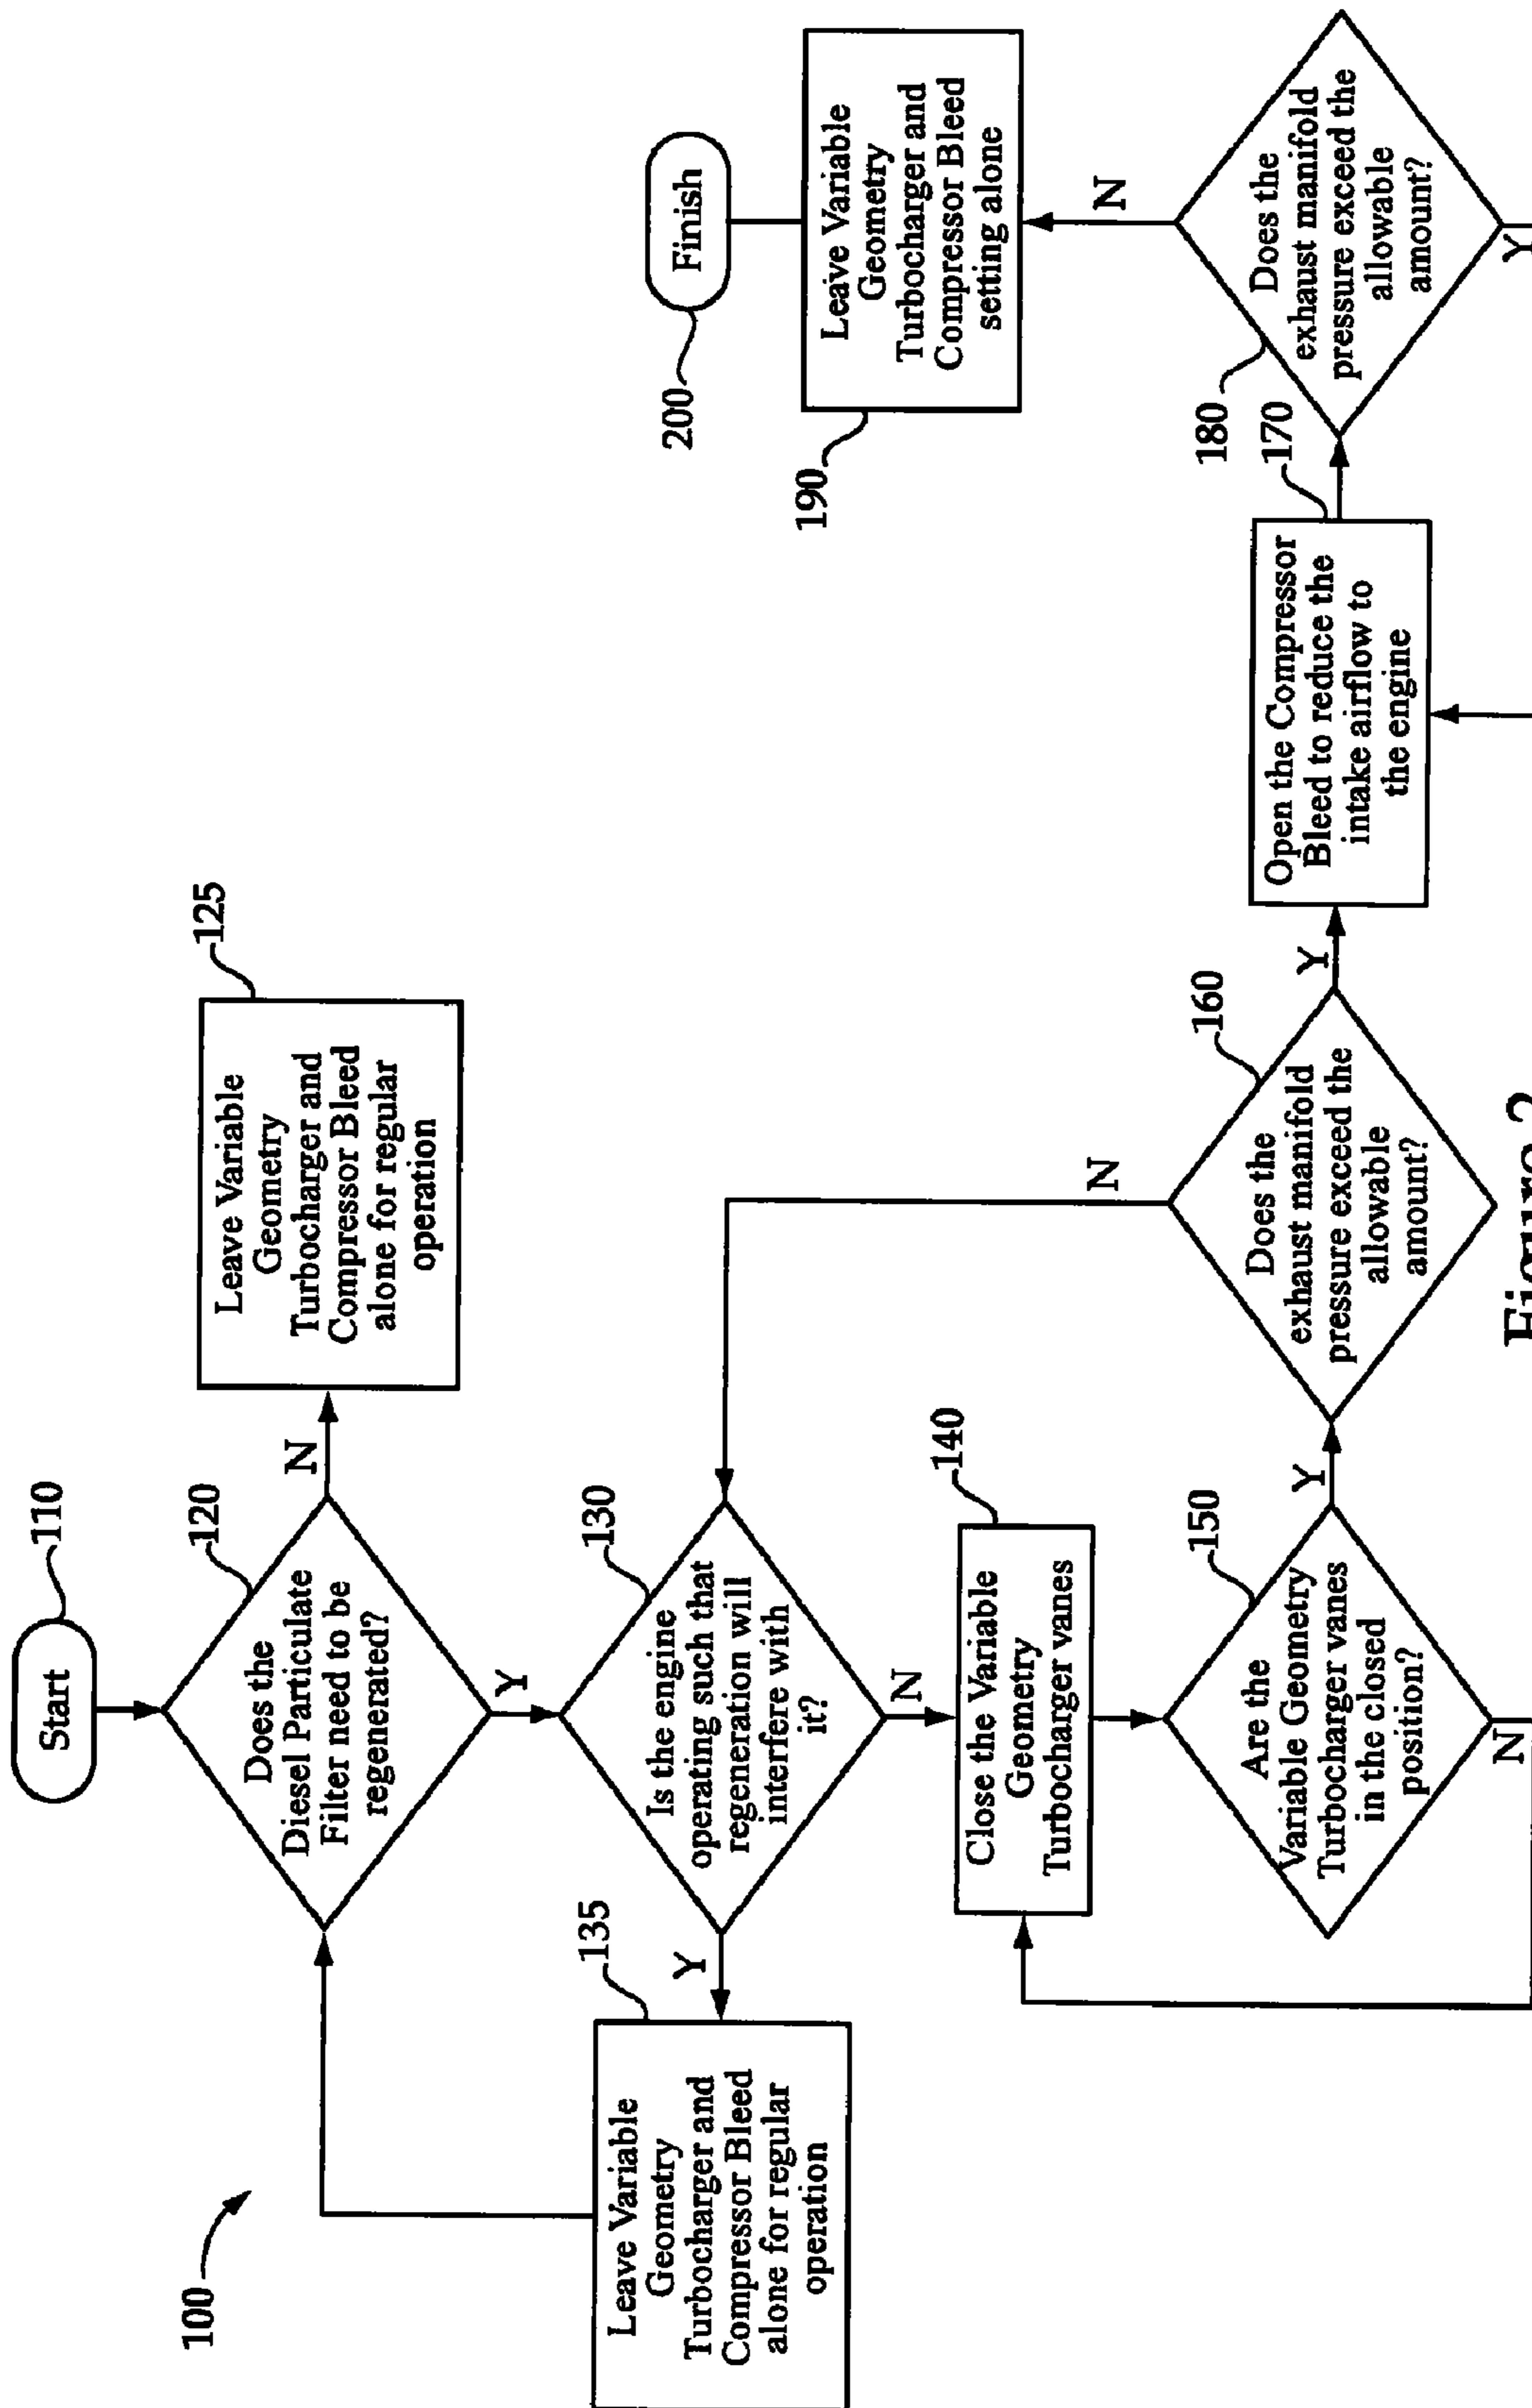 100
Start
110
Does the
Diesel Particulate
Filter need to be
regenerated?
120
N
Leave Variable
Geometry
Turbocharger and
Compressor Bleed
alone for regular
operation
125
Y
Is the engine
operating such that
regeneration will
interfere with
it?
130
Y
Leave Variable
Geometry
Turbocharger and
Compressor Bleed
alone for regular
operation
135
N
Close the Variable
Geometry
Turbocharger vanes
140
Are the
Variable Geometry
Turbocharger vanes
in the closed
position?
150
N
Y
Does the
exhaust manifold
pressure exceed the
allowable
amount?
160
N
Y
Open the Compressor
Bleed to reduce the
intake airflow to
the engine
170
Does the
exhaust manifold
pressure exceed the
allowable
amount?
180
Y
N
Leave Variable
Geometry
Turbocharger and
Compressor Bleed
setting alone
190
Finish
200
Figure 2